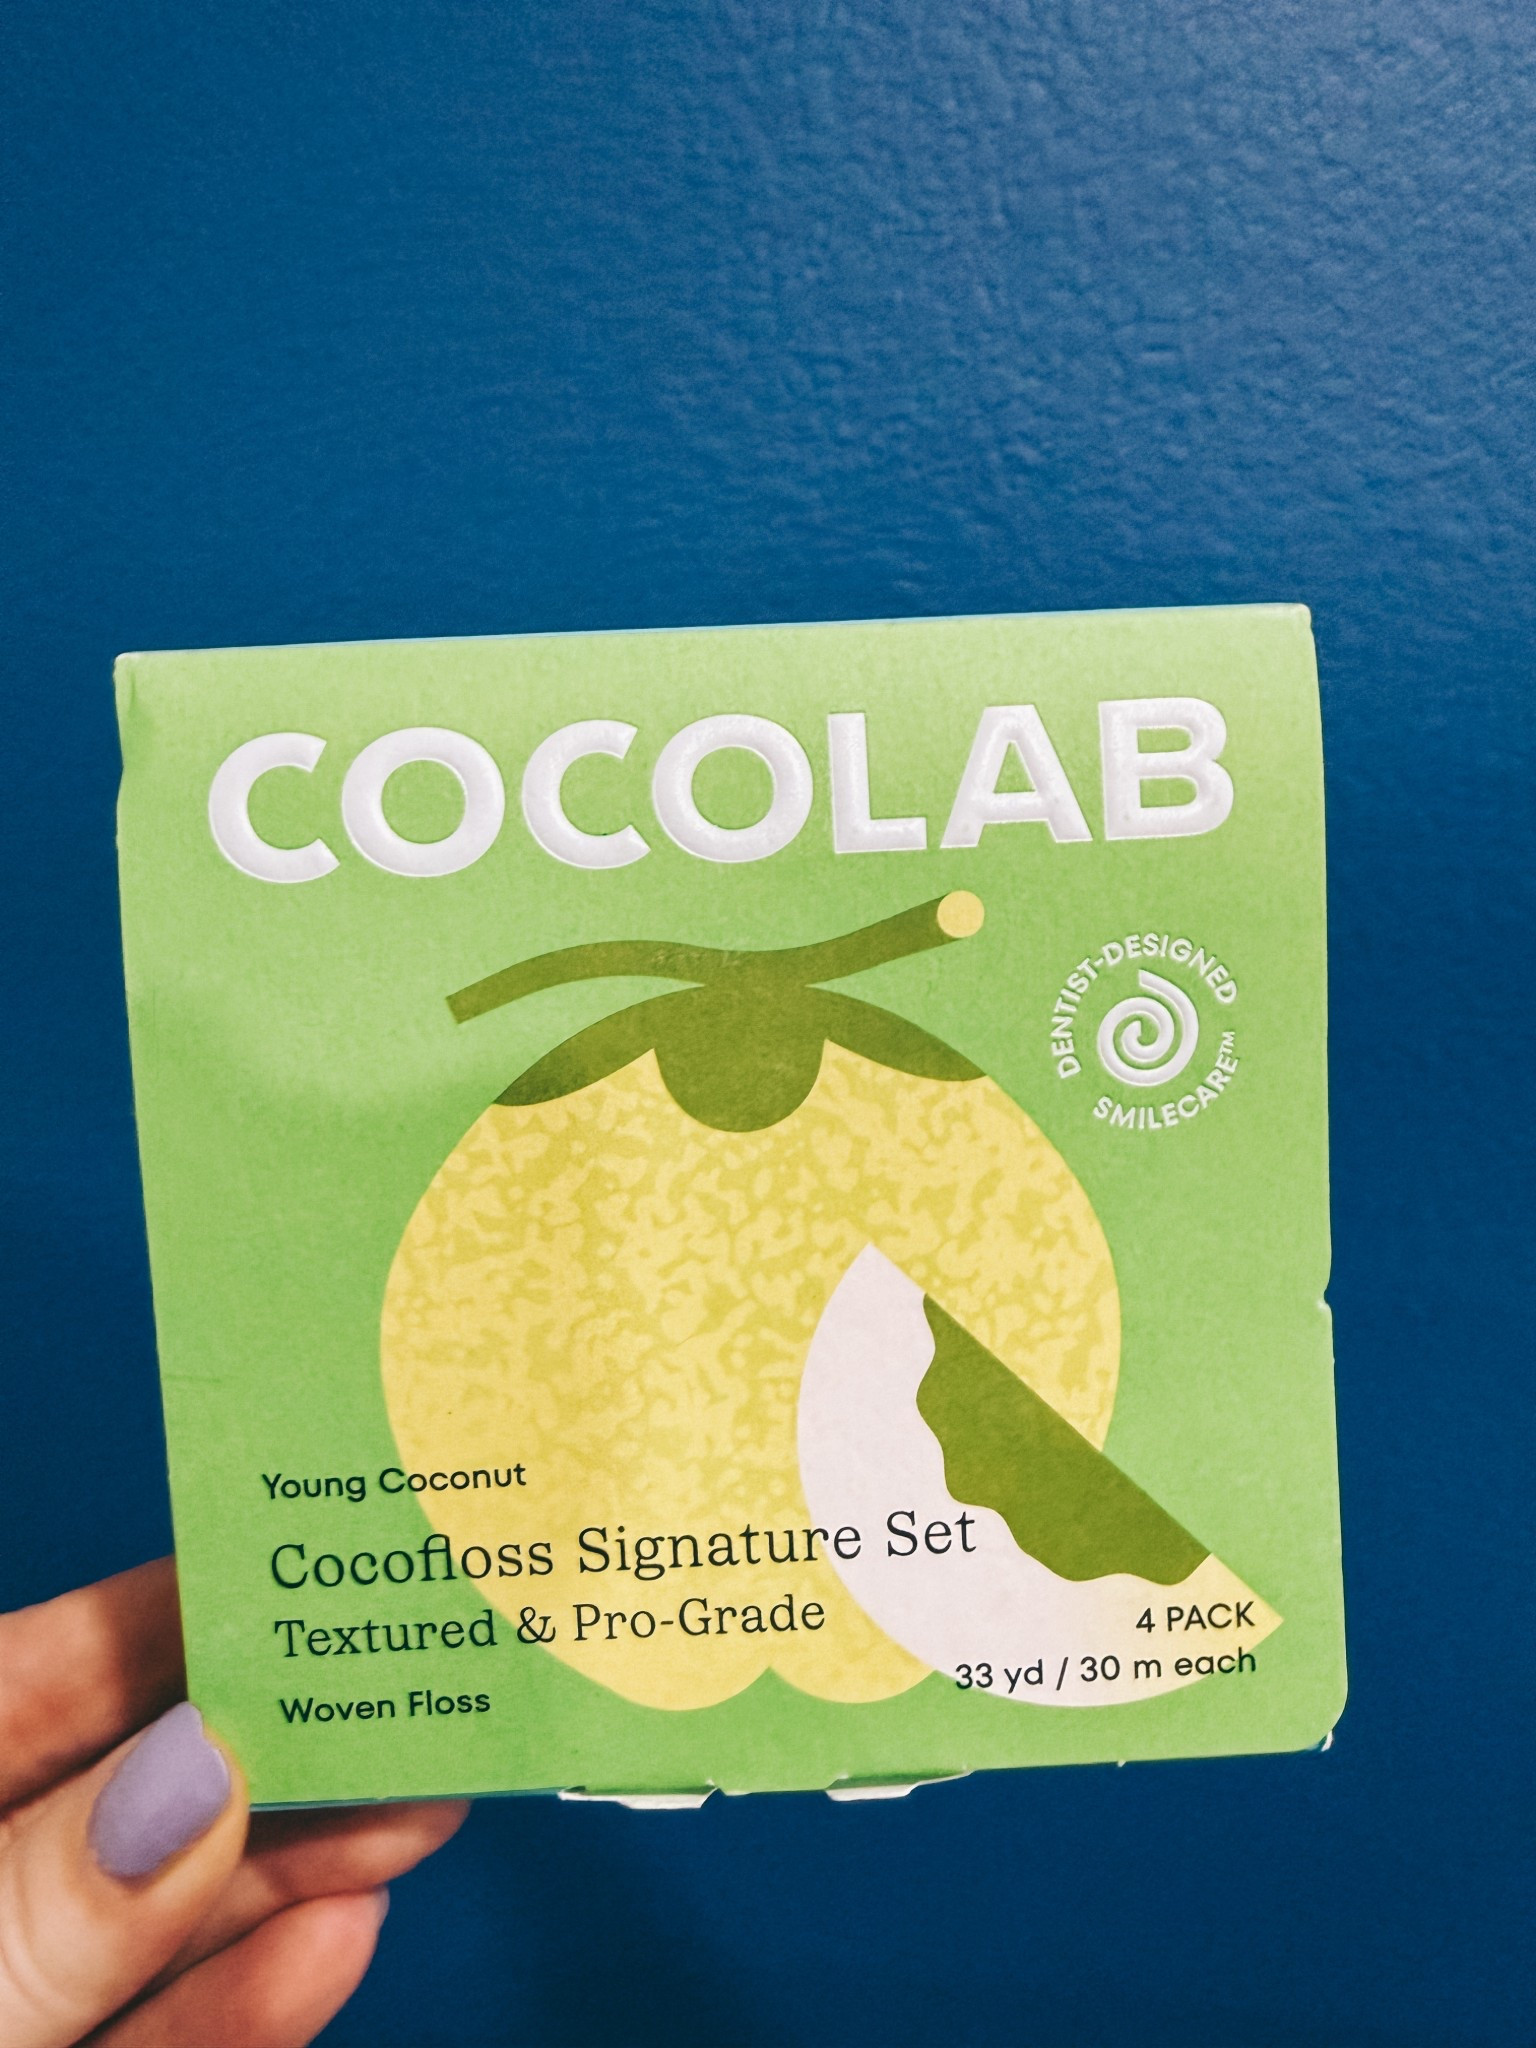 COCOLAB
DENTIST-DESIGNED
SMILECARE™
Young Coconut
Cocofloss Signature Set
Textured & Pro-Grade
Woven Floss
4 PACK
33 yd / 30 m each